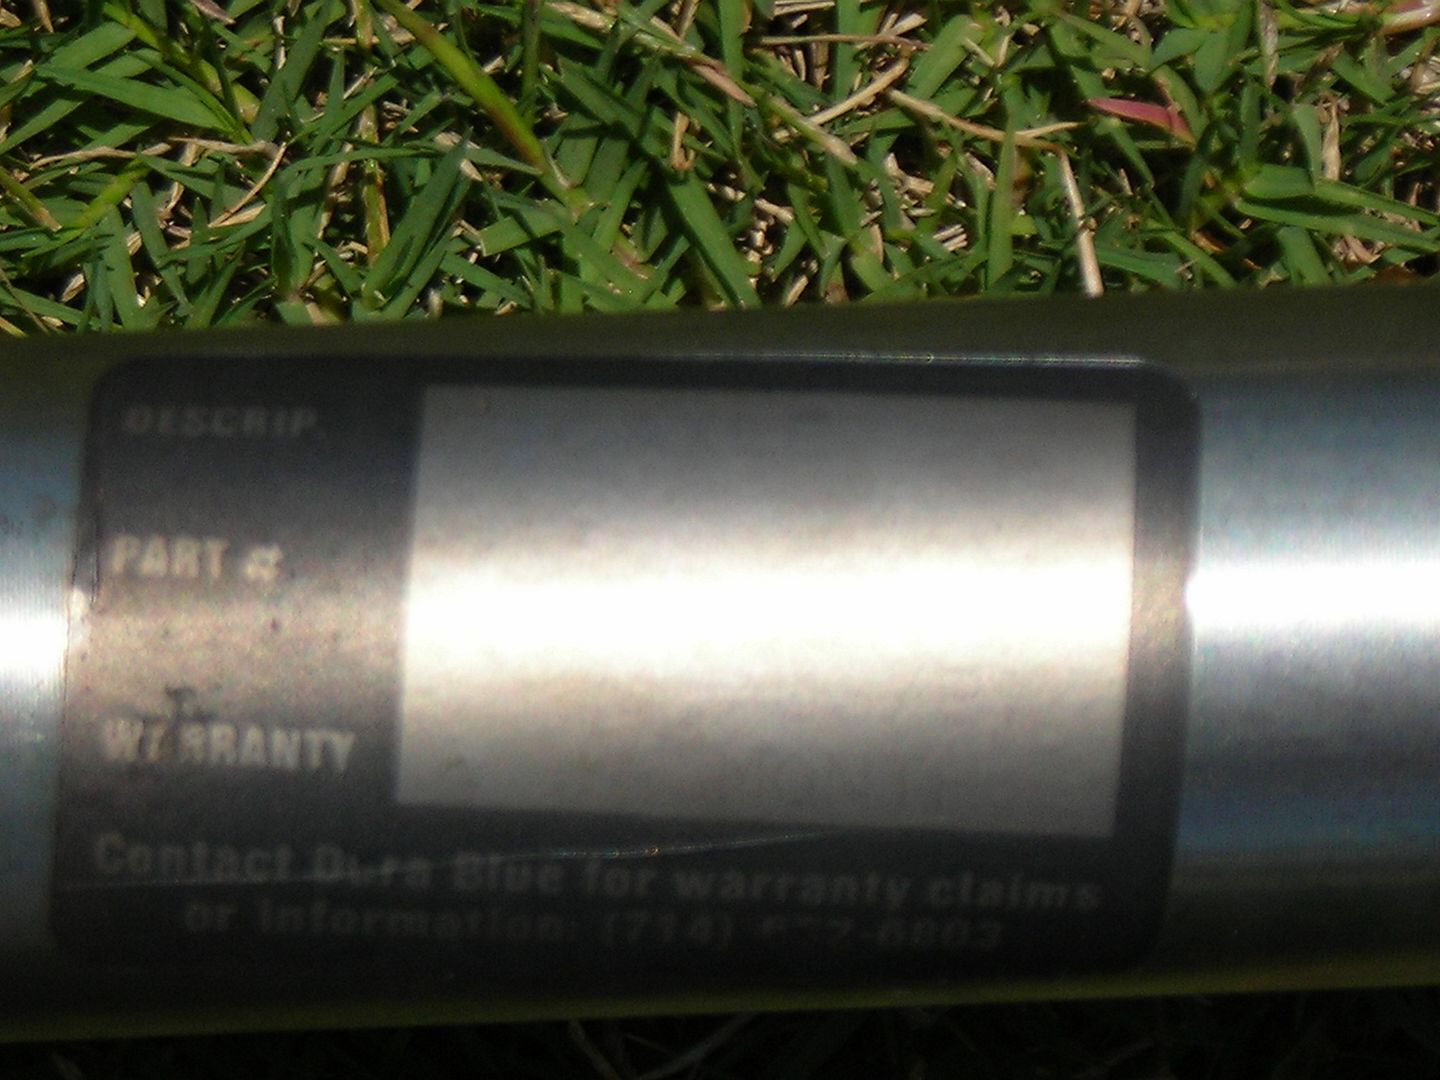 DESCRIP.
PART #
WARRANTY
Contact Dura Blue for warranty claims
or information: (714)